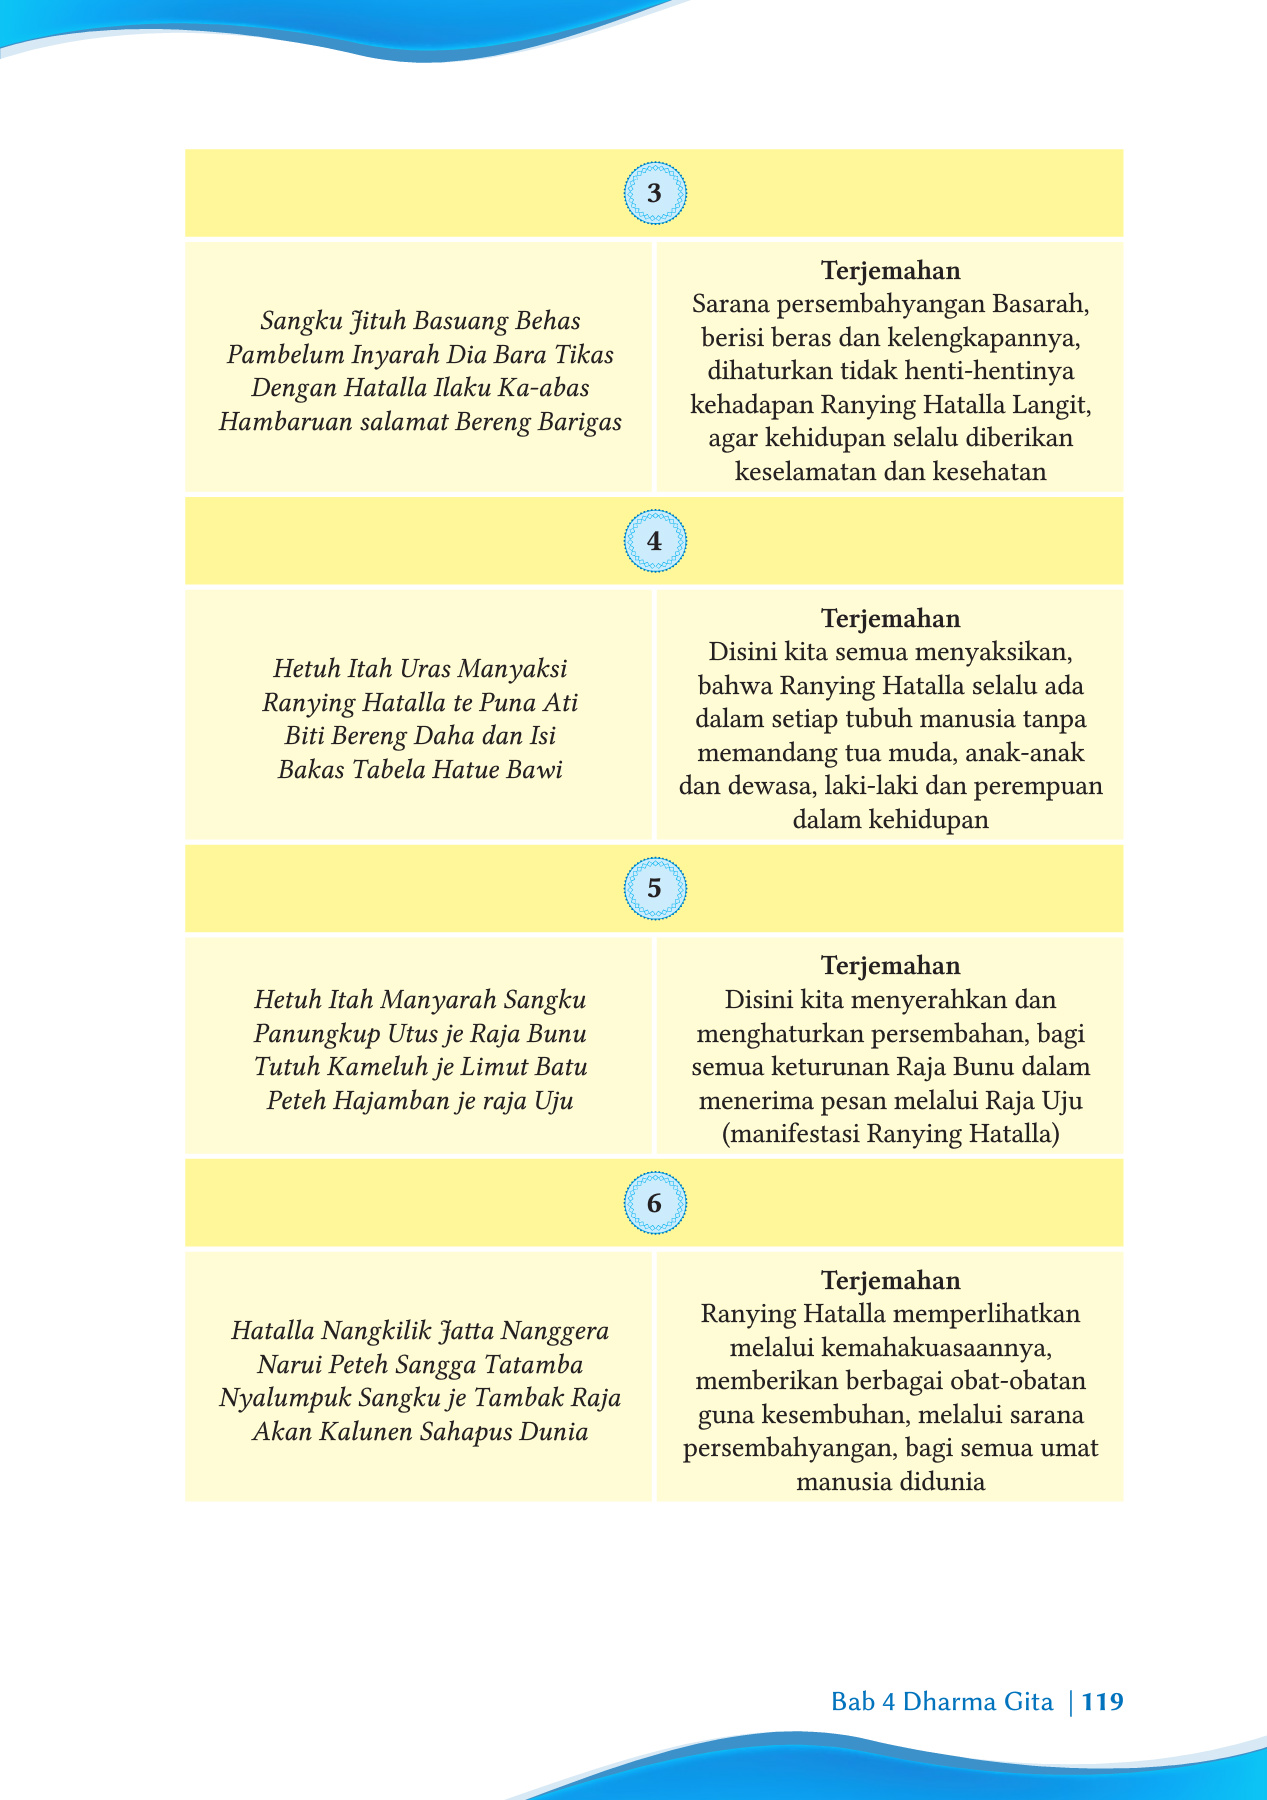 3
Sangku Jituh Basuang Behas
Pambelum Inyarah Dia Bara Tikas
Dengan Hatalla Ilaku Ka-abas
Hambaruan salamat Bereng Barigas
Terjemahan
Sarana persembahyangan Basarah,
berisi beras dan kelengkapannya,
dihaturkan tidak henti-hentinya
kehadapan Ranying Hatalla Langit,
agar kehidupan selalu diberikan
keselamatan dan kesehatan
4
Hetuh Itah Uras Manyaksi
Ranying Hatalla te Puna Ati
Biti Bereng Daha dan Isi
Bakas Tabela Hatue Bawi
Terjemahan
Disini kita semua menyaksikan,
bahwa Ranying Hatalla selalu ada
dalam setiap tubuh manusia tanpa
memandang tua muda, anak-anak
dan dewasa, laki-laki dan perempuan
dalam kehidupan
5
Hetuh Itah Manyarah Sangku
Panungkup Utus je Raja Bunu
Tutuh Kameluh je Limut Batu
Peteh Hajamban je raja Uju
Terjemahan
Disini kita menyerahkan dan
menghaturkan persembahan, bagi
semua keturunan Raja Bunu dalam
menerima pesan melalui Raja Uju
(manifestasi Ranying Hatalla)
6
Hatalla Nangkilik Jatta Nanggera
Narui Peteh Sangga Tatamba
Nyalumpuk Sangku je Tambak Raja
Akan Kalunen Sahapus Dunia
Terjemahan
Ranying Hatalla memperlihatkan
melalui kemahakuasaannya,
memberikan berbagai obat-obatan
guna kesembuhan, melalui sarana
persembahyangan, bagi semua umat
manusia didunia
Bab 4 Dharma Gita | 119